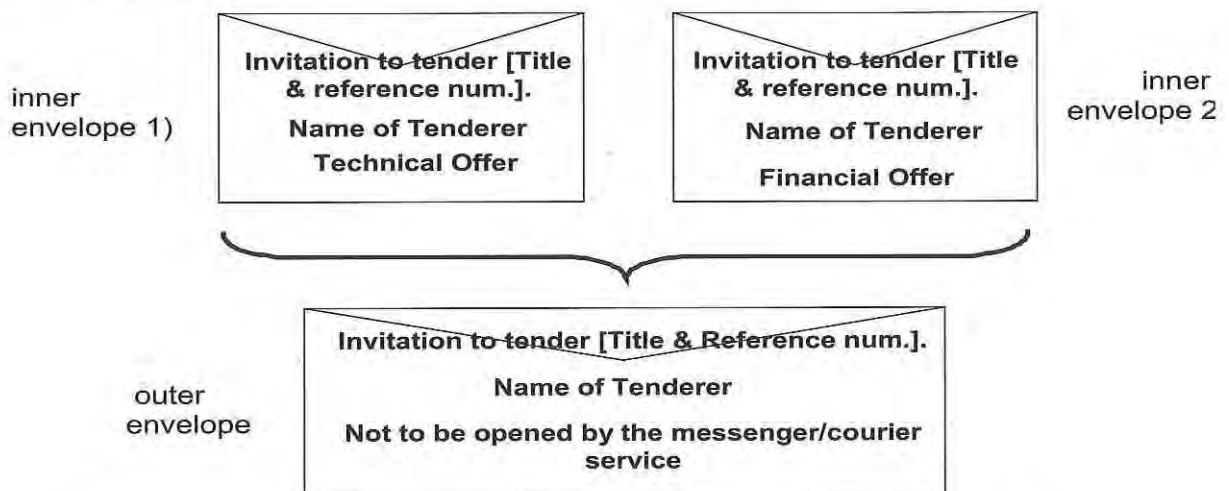 inner
envelope 1)
Invitation to tender [Title
& reference num.].
Name of Tenderer
Technical Offer
Invitation to tender [Title
& reference num.].
Name of Tenderer
Financial Offer
inner
envelope 2
outer
envelope
Invitation to tender [Title & Reference num.].
Name of Tenderer
Not to be opened by the messenger/courier
service